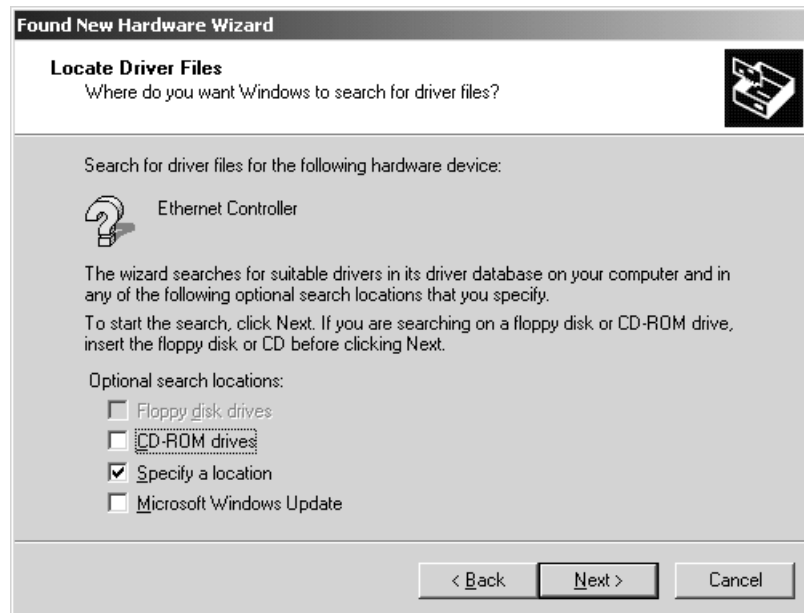 Found New Hardware Wizard
Locate Driver Files
Where do you want Windows to search for driver files?
Search for driver files for the following hardware device:
Ethernet Controller
The wizard searches for suitable drivers in its driver database on your computer and in
any of the following optional search locations that you specify.
To start the search, click Next. If you are searching on a floppy disk or CD-ROM drive,
insert the floppy disk or CD before clicking Next.
Optional search locations:
Floppy disk drives
CD-ROM drives
Specify a location
Microsoft Windows Update
< Back Next > Cancel